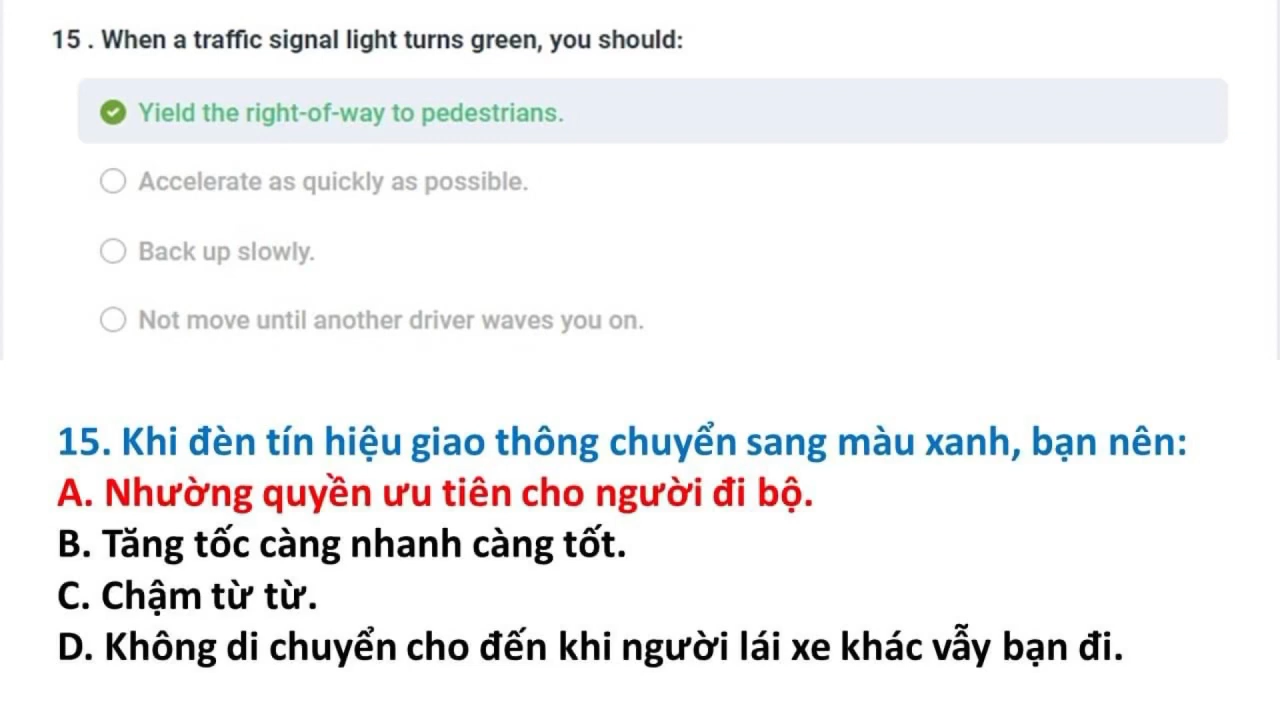 15 . When a traffic signal light turns green, you should:
Yield the right-of-way to pedestrians.
Accelerate as quickly as possible.
Back up slowly.
Not move until another driver waves you on.
15. Khi đèn tín hiệu giao thông chuyển sang màu xanh, bạn nên:
A. Nhường quyền ưu tiên cho người đi bộ.
B. Tăng tốc càng nhanh càng tốt.
C. Chậm từ từ.
D. Không di chuyển cho đến khi người lái xe khác vẫy bạn đi.